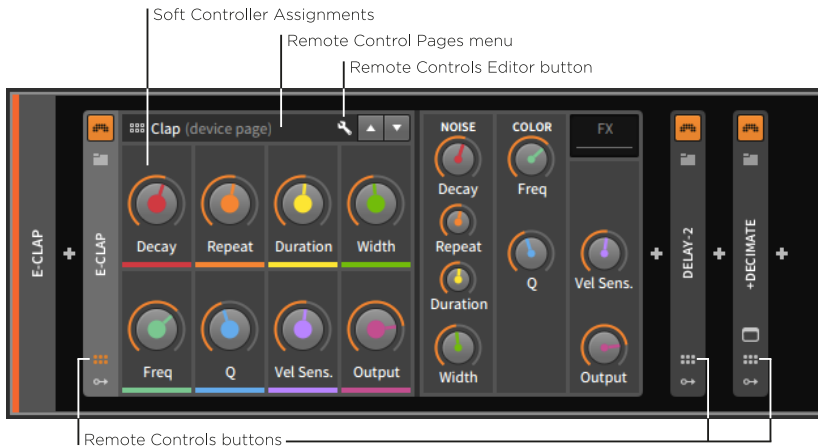 Soft Controller Assignments
Remote Control Pages menu
Remote Controls Editor button
E-CLAP
E-CLAP
Clap (device page)
Decay Repeat Duration Width
Freq Q Vel Sens. Output
NOISE
Decay
Repeat
Duration
Width
COLOR
Freq
Q
FX
Vel Sens.
Output
DELAY-2
+DECIMATE
Remote Controls buttons